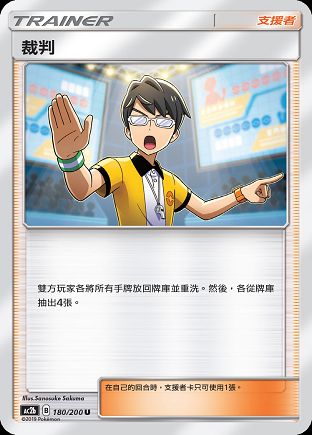 TRAINER 支援者
裁判
雙方玩家各將所有手牌放回牌庫並重洗。然後，各從牌庫
抽出4張。
Illus.Sanosuke Sakuma
AC2b B 180/200 U
©2019 Pokémon
在自己的回合時，支援者卡只可使用1張。